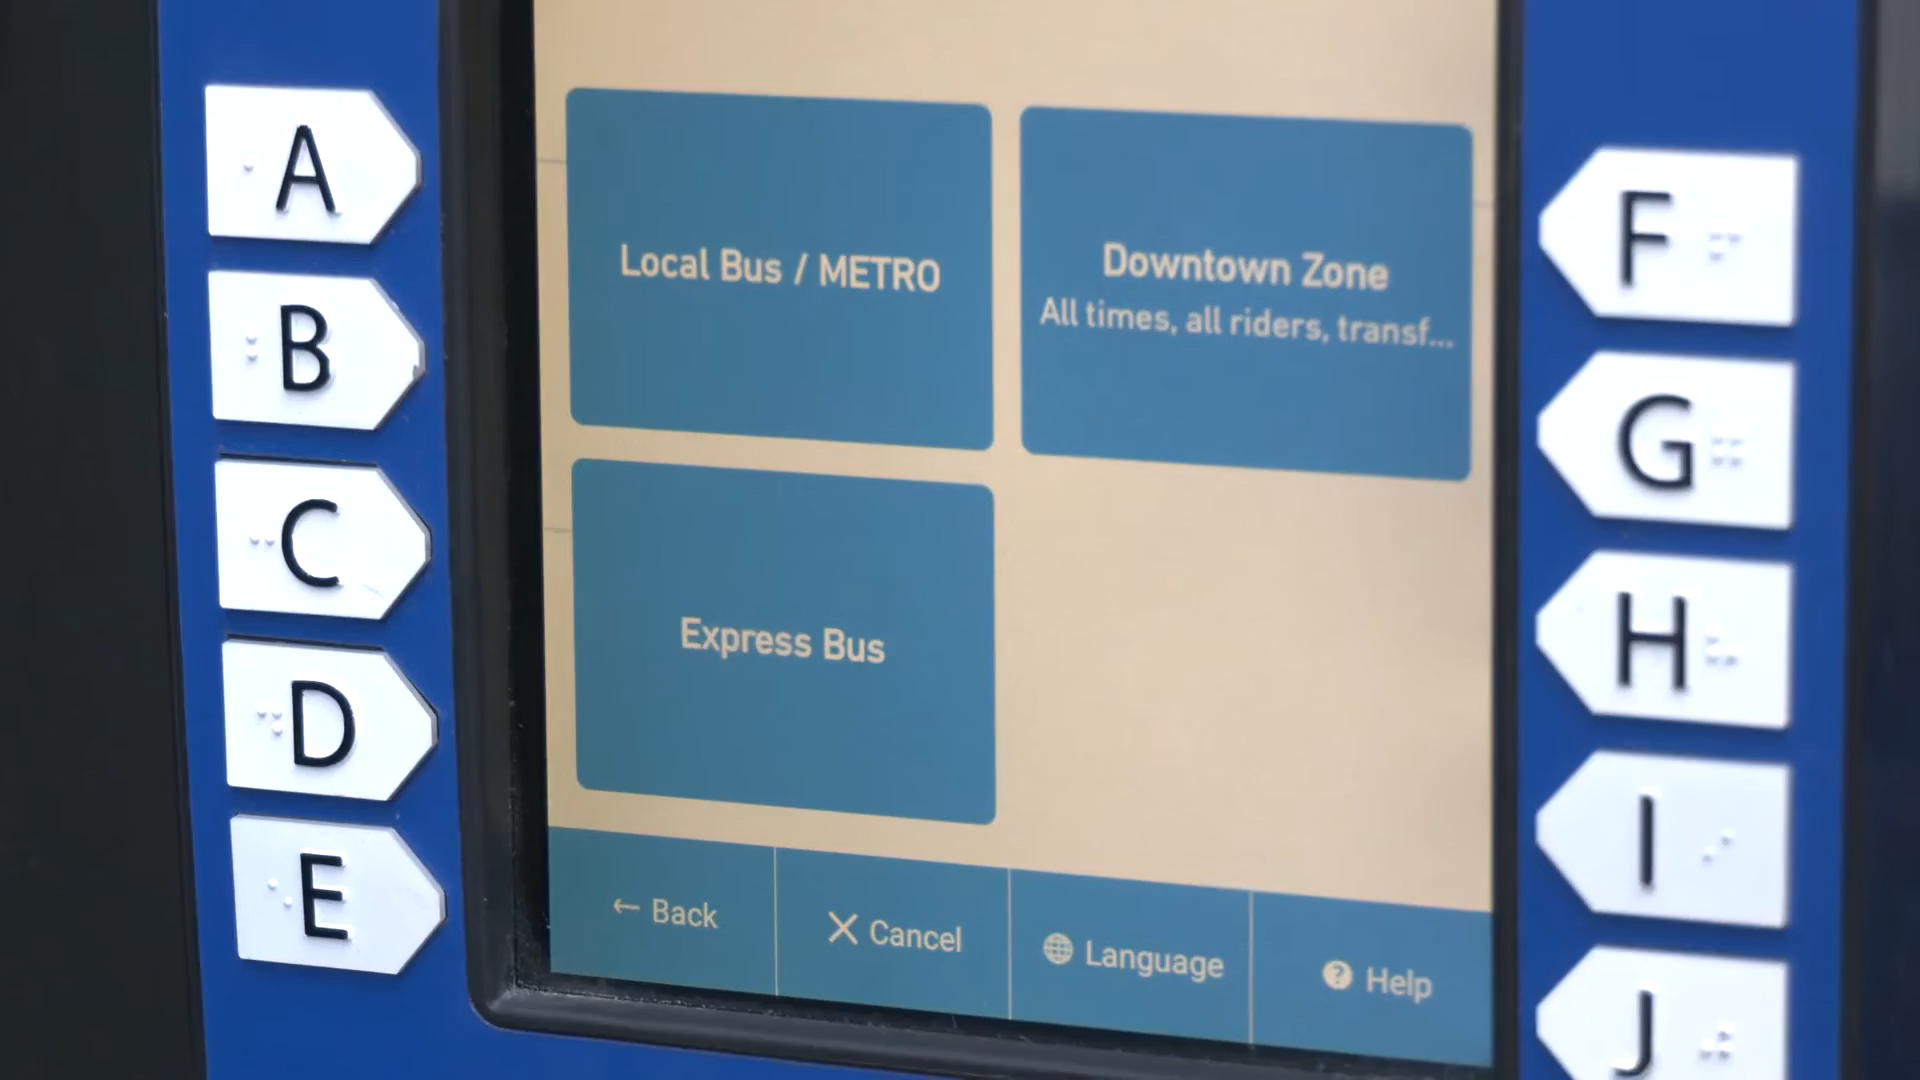 A
B
C
D
E
Local Bus / METRO
Downtown Zone
All times, all riders, transf...
Express Bus
← Back
X Cancel
Language
? Help
F
G
H
I
J